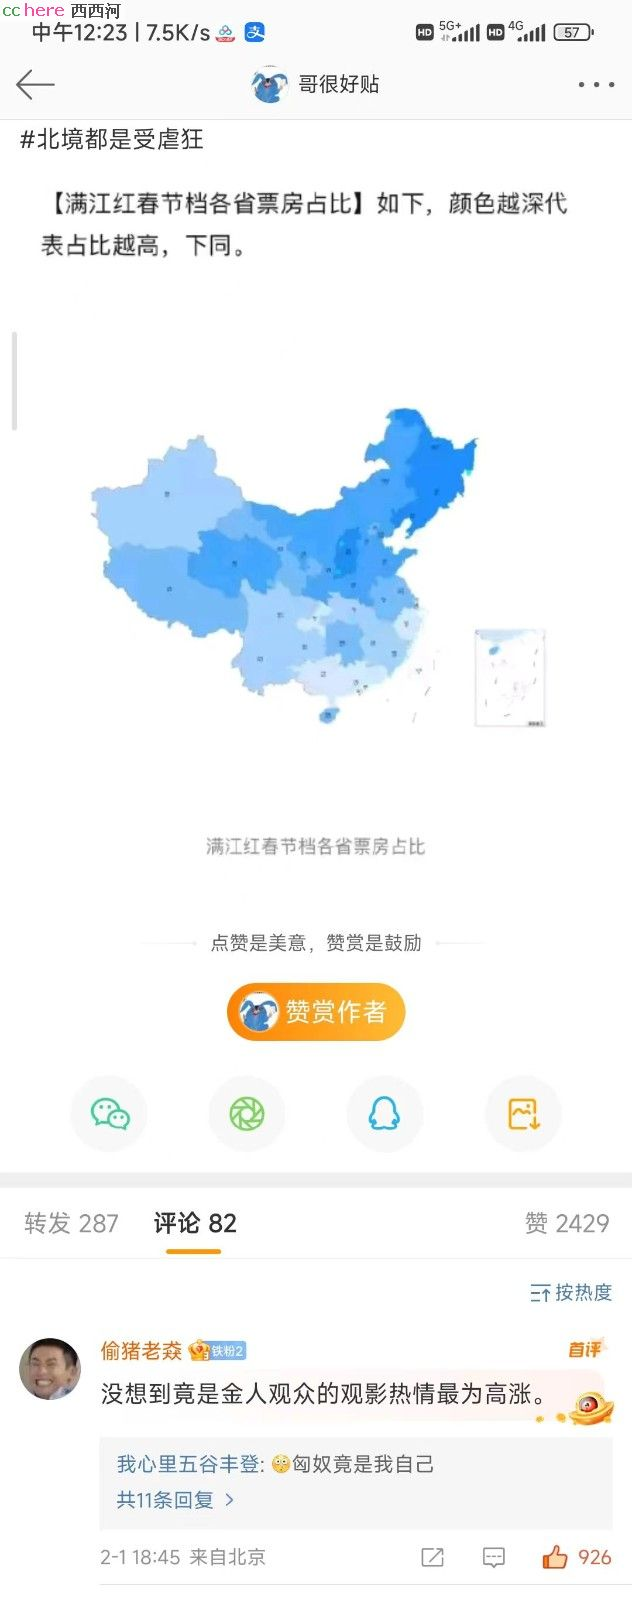 cc here 西西河
中午12:23 | 7.5K/s 支 HD 5G+ HD 4G 57
哥很好贴
#北境都是受虐狂
【满江红春节档各省票房占比】如下，颜色越深代
表占比越高，下同。
满江红春节档各省票房占比
点赞是美意，赞赏是鼓励
赞赏作者
转发 287 评论 82 赞 2429
按热度
偷猪老猋 铁粉2 首评
没想到竟是金人观众的观影热情最为高涨。
我心里五谷丰登: 😳匈奴竟是我自己
共11条回复 >
2-1 18:45 来自北京 926